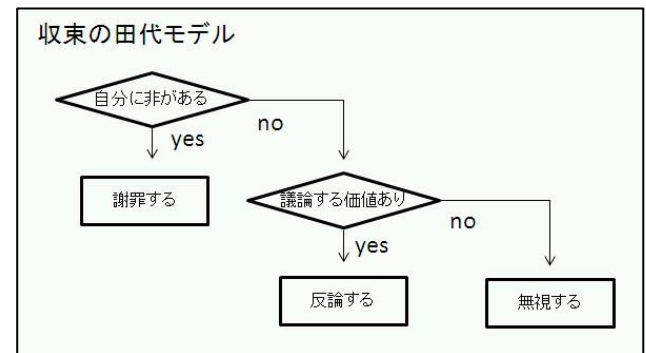 収束の田代モデル
自分に非がある
yes
no
謝罪する
議論する価値あり
yes
no
反論する
無視する